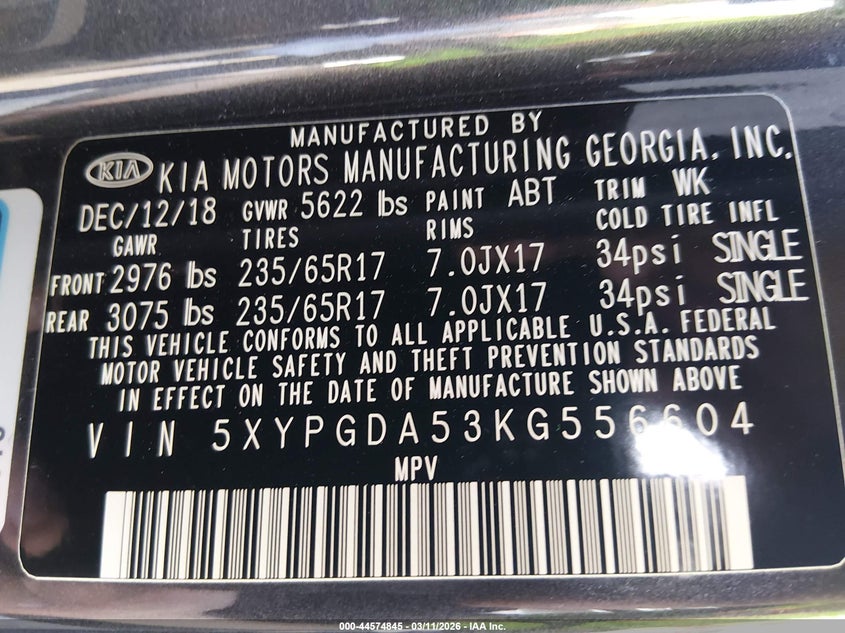 MANUFACTURED BY
KIA KIA MOTORS MANUFACTURING GEORGIA, INC.
DEC/12/18 GVWR 5622 lbs PAINT ABT TRIM WK
GAWR TIRES RIMS COLD TIRE INFL
FRONT 2976 lbs 235/65R17 7.0JX17 34psi SINGLE
REAR 3075 lbs 235/65R17 7.0JX17 34psi SINGLE
THIS VEHICLE CONFORMS TO ALL APPLICABLE U.S.A. FEDERAL
MOTOR VEHICLE SAFETY AND THEFT PREVENTION STANDARDS
IN EFFECT ON THE DATE OF MANUFACTURE SHOWN ABOVE
VIN 5XYPGDA53KG556604
MPV
000-44574845 - 03/11/2026 - IAA Inc.